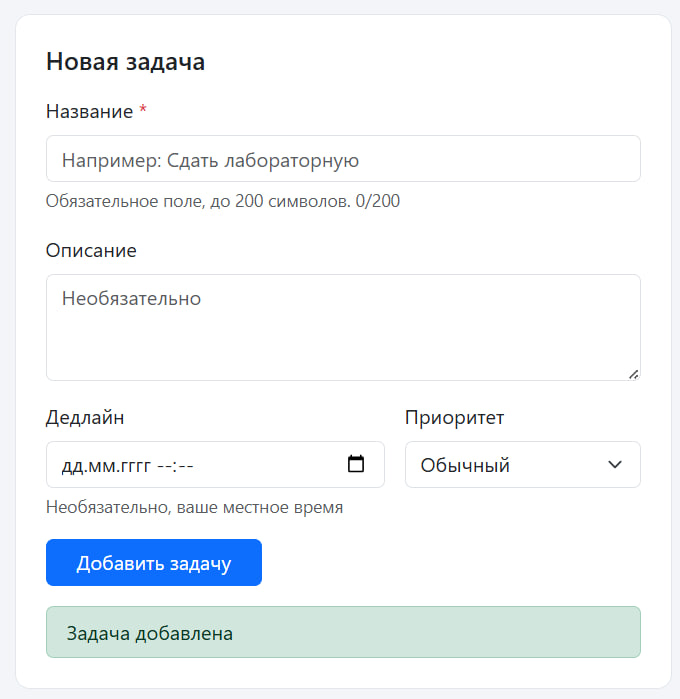 Новая задача
Название *
Например: Сдать лабораторную
Обязательное поле, до 200 символов. 0/200
Описание
Необязательно
Дедлайн
Приоритет
дд.мм.гггг --:--
Обычный
Необязательно, ваше местное время
Добавить задачу
Задача добавлена